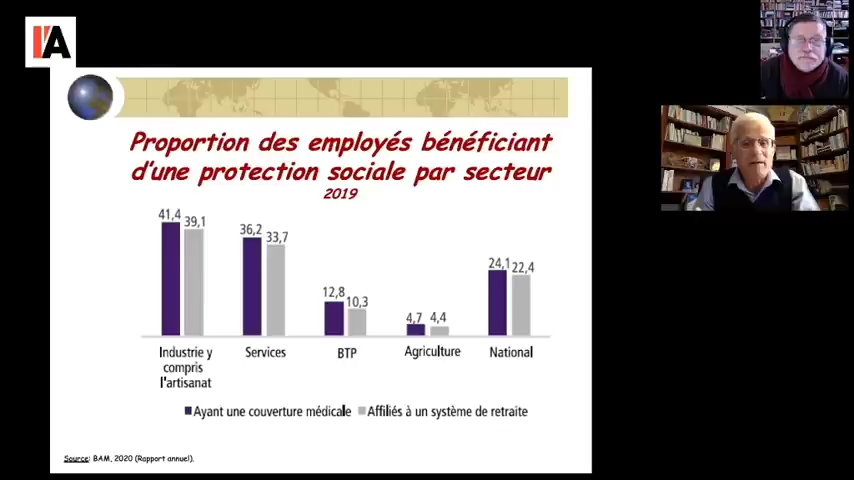 I'A
Proportion des employés bénéficiant
d'une protection sociale par secteur
2019
41,4
39,1
36,2
33,7
12,8
10,3
4,7
4,4
24,1
22,4
Industrie y
compris
l'artisanat
Services
BTP
Agriculture
National
Ayant une couverture médicale
Affiliés à un système de retraite
Source: BAM, 2020 (Rapport annuel).